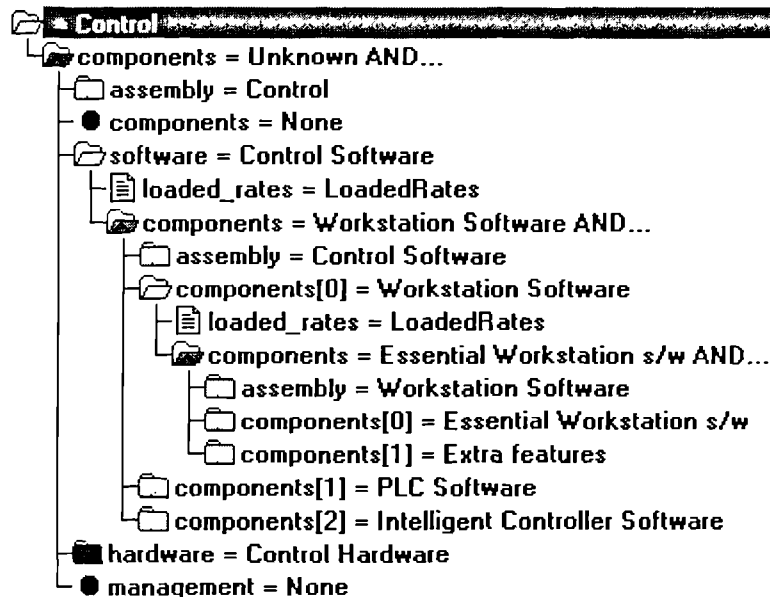 Control
components = Unknown AND...
assembly = Control
components = None
software = Control Software
loaded_rates = LoadedRates
components = Workstation Software AND...
assembly = Control Software
components[0] = Workstation Software
loaded_rates = LoadedRates
components = Essential Workstation s/w AND...
assembly = Workstation Software
components[0] = Essential Workstation s/w
components[1] = Extra features
components[1] = PLC Software
components[2] = Intelligent Controller Software
hardware = Control Hardware
management = None